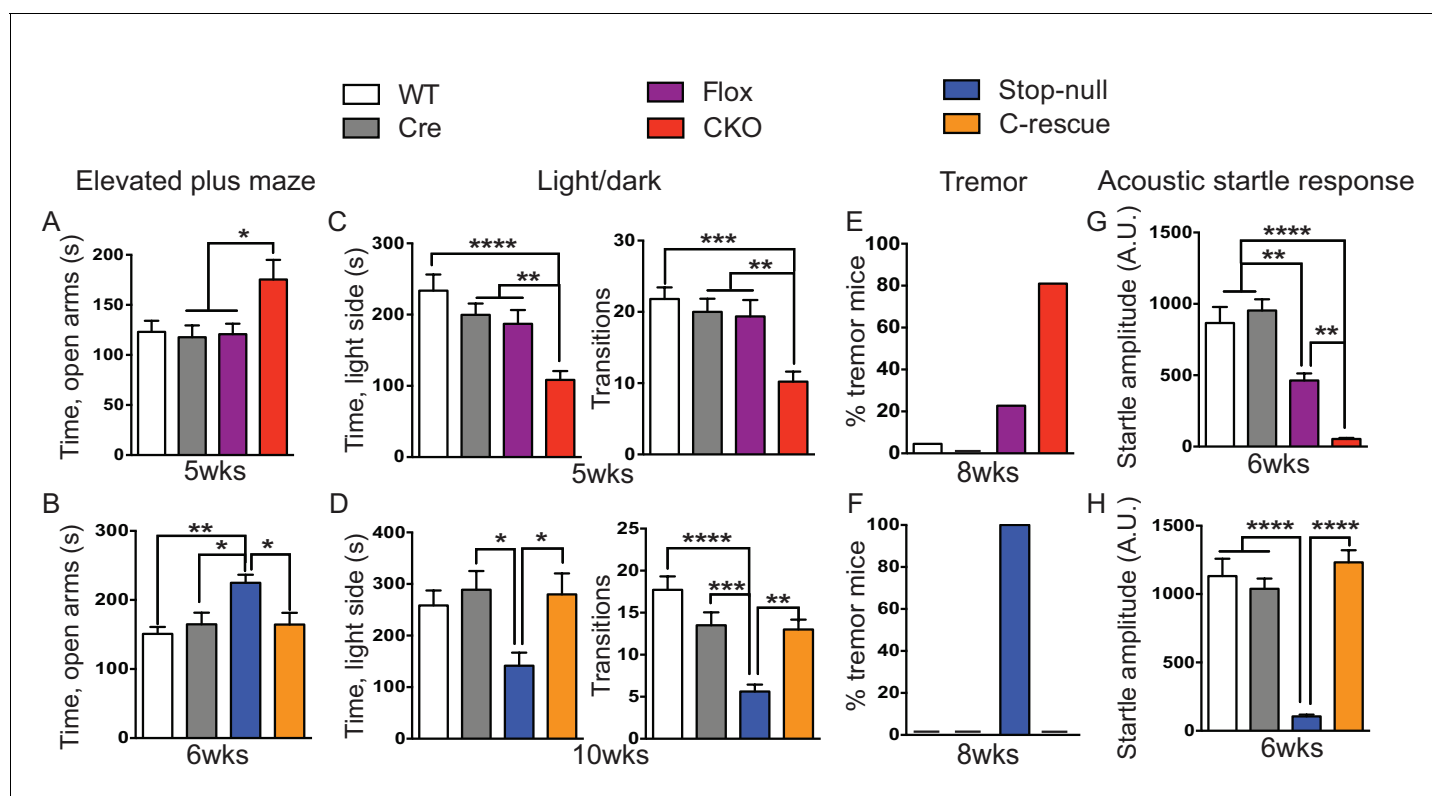 WT
Cre
Flox
CKO
Stop-null
C-rescue
Elevated plus maze
Light/dark
Tremor
Acoustic startle response
A
Time, open arms (s)
200
150
100
50
0
*
5wks
C
Time, light side (s)
300
200
100
0
****
**
Transitions
30
20
10
0
***
**
5wks
E
% tremor mice
100
80
60
40
20
0
8wks
G
Startle amplitude (A.U.)
1500
1000
500
0
****
**
**
6wks
B
Time, open arms (s)
300
200
100
0
**
*
*
6wks
D
Time, light side (s)
400
300
200
100
0
*
*
Transitions
25
20
15
10
5
0
****
***
**
10wks
F
% tremor mice
100
80
60
40
20
0
8wks
H
Startle amplitude (A.U.)
1500
1000
500
0
****
****
6wks